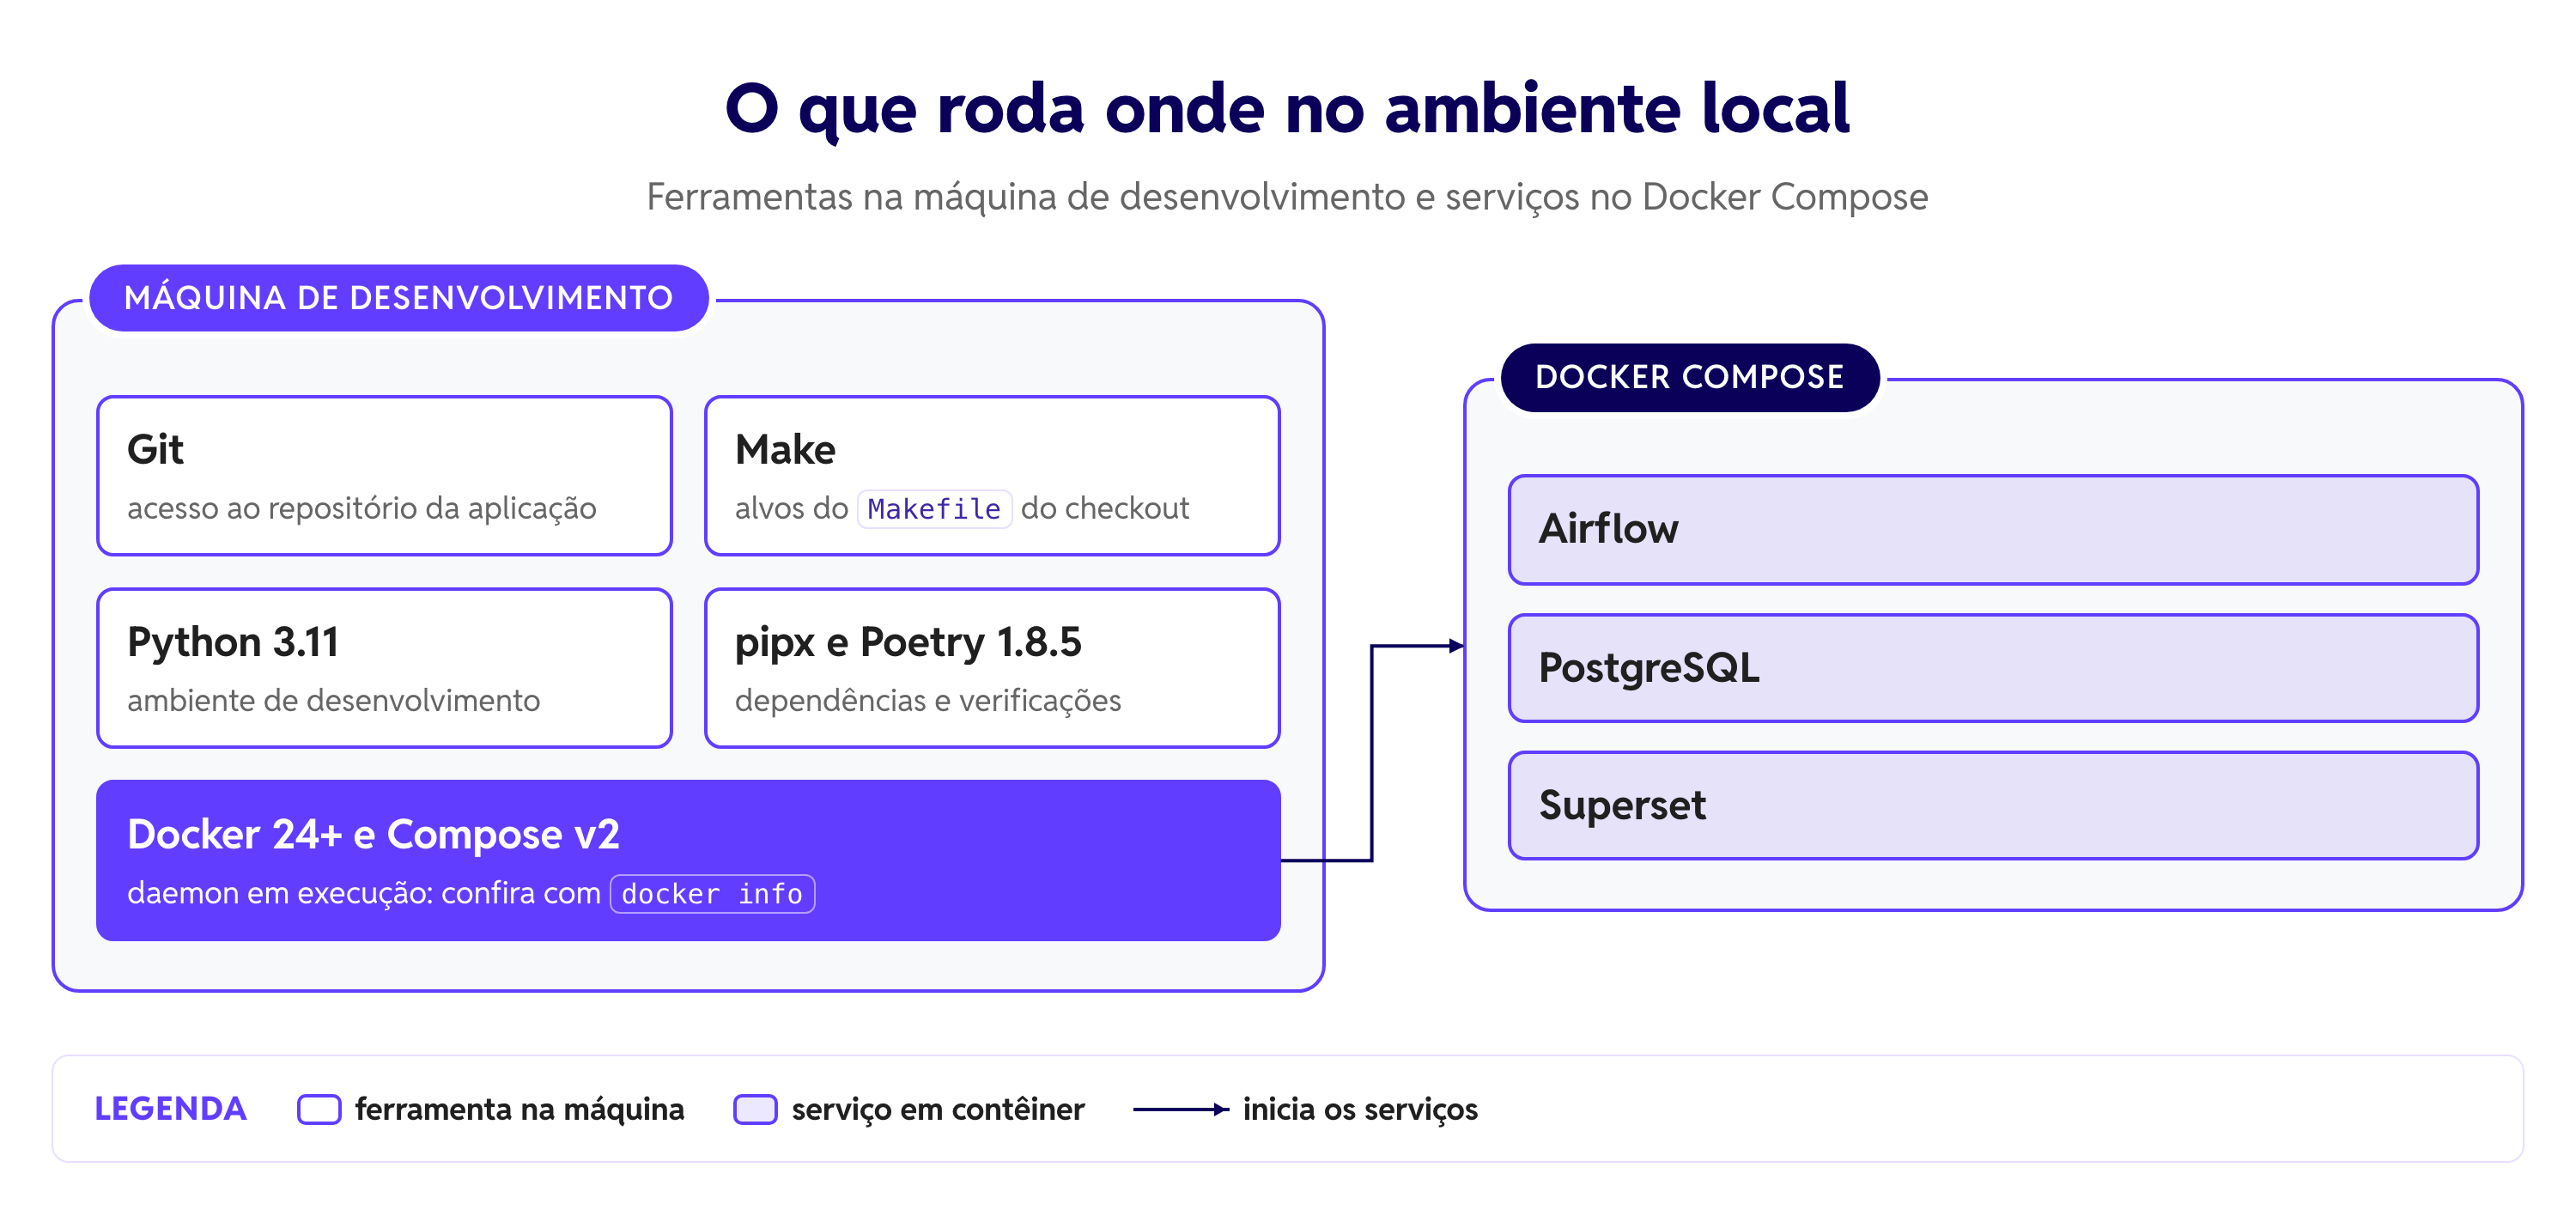 O que roda onde no ambiente local
Ferramentas na máquina de desenvolvimento e serviços no Docker Compose
MÁQUINA DE DESENVOLVIMENTO
Git
acesso ao repositório da aplicação
Make
alvos do Makefile do checkout
Python 3.11
ambiente de desenvolvimento
pipx e Poetry 1.8.5
dependências e verificações
Docker 24+ e Compose v2
daemon em execução: confira com docker info
DOCKER COMPOSE
Airflow
PostgreSQL
Superset
LEGENDA ferramenta na máquina serviço em contêiner inicia os serviços